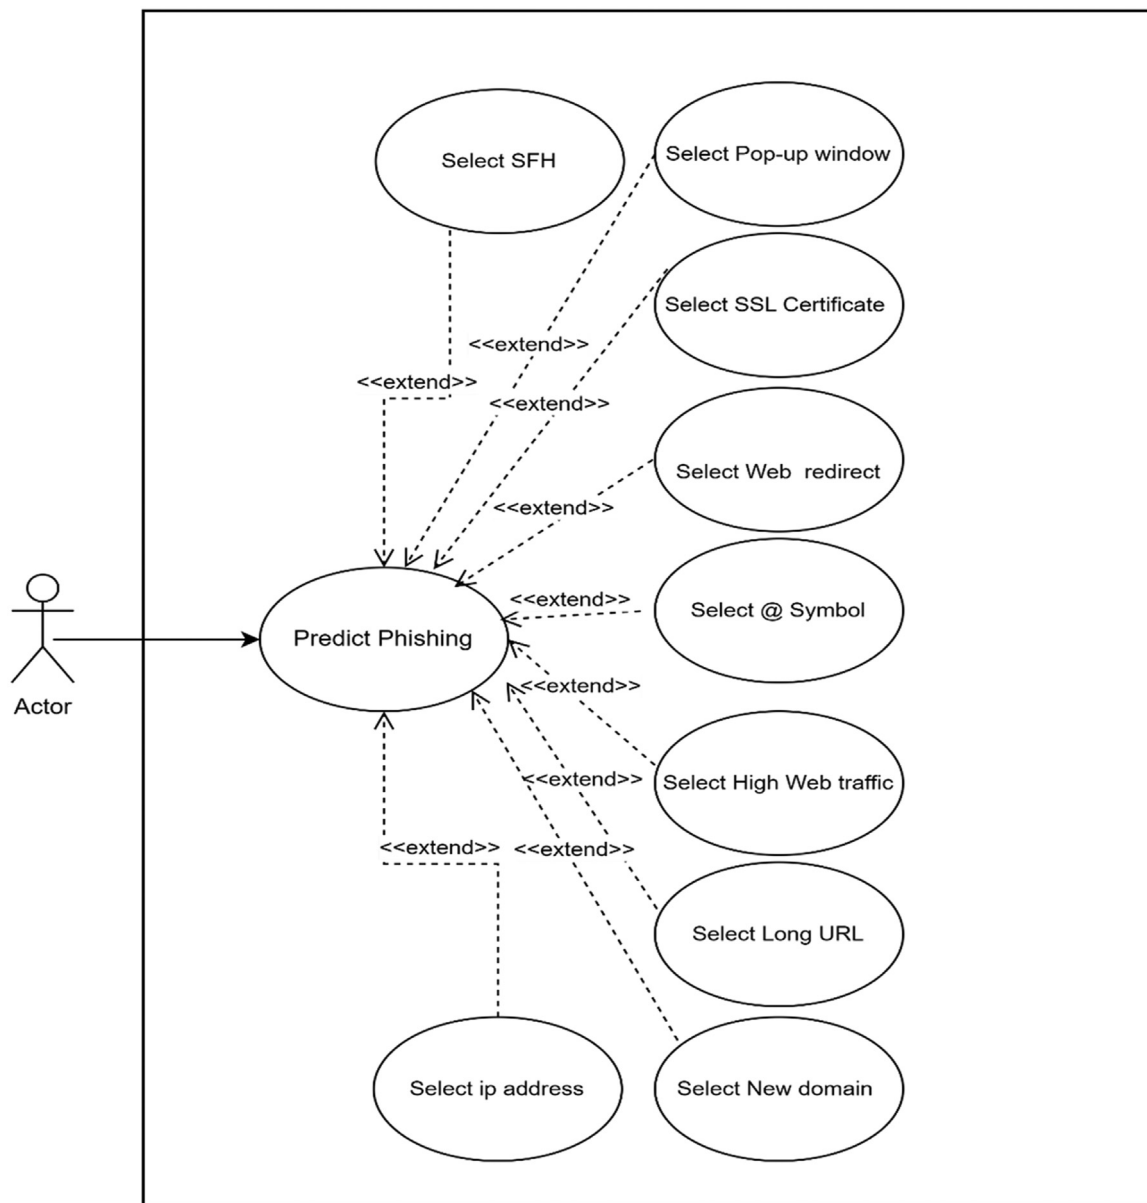 Select SFH
Select Pop-up window
Select SSL Certificate
<<extend>>
<<extend>>
<<extend>>
Select Web  redirect
<<extend>>
<<extend>>
Select @ Symbol
Predict Phishing
Actor
<<extend>>
<<extend>>
Select High Web traffic
<<extend>>
<<extend>>
Select Long URL
Select ip address
Select New domain